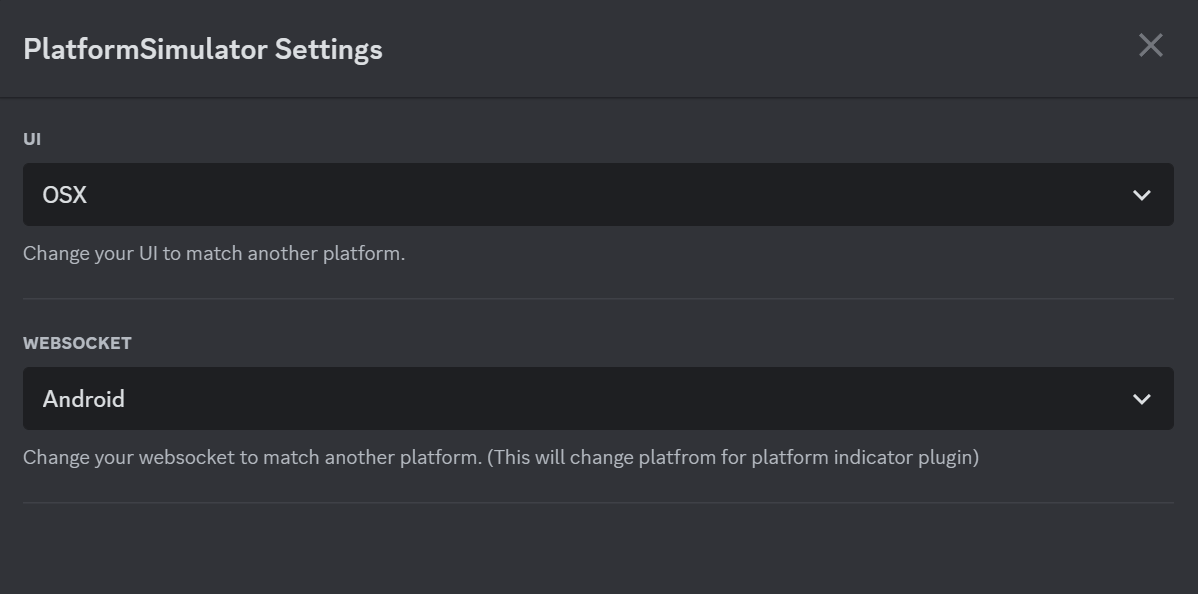 PlatformSimulator Settings
UI
OSX
Change your UI to match another platform.
WEBSOCKET
Android
Change your websocket to match another platform. (This will change platfrom for platform indicator plugin)